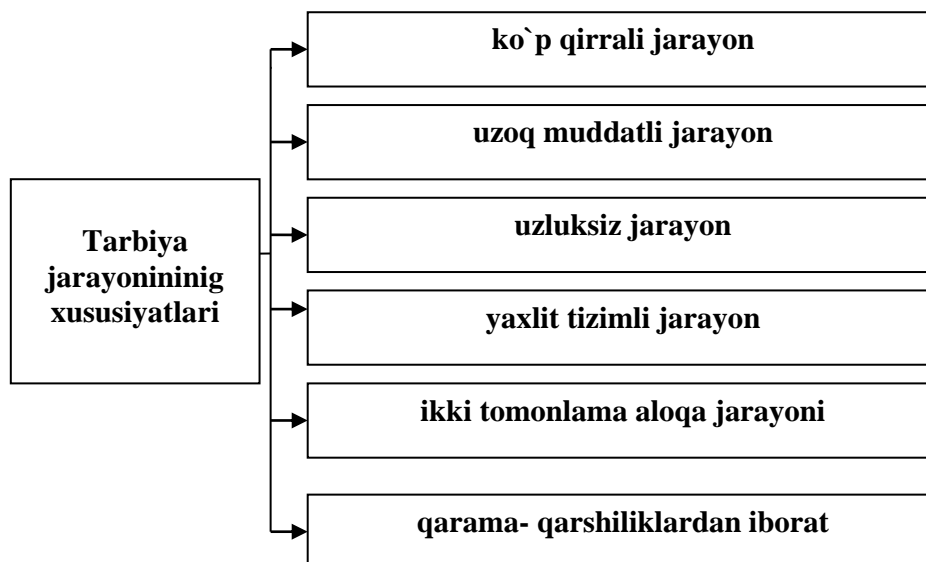 ko`p qirrali jarayon
uzoq muddatli jarayon
uzluksiz jarayon
Tarbiya
jarayonininig
xususiyatlari
yaxlit tizimli jarayon
ikki tomonlama aloqa jarayoni
qarama- qarshiliklardan iborat